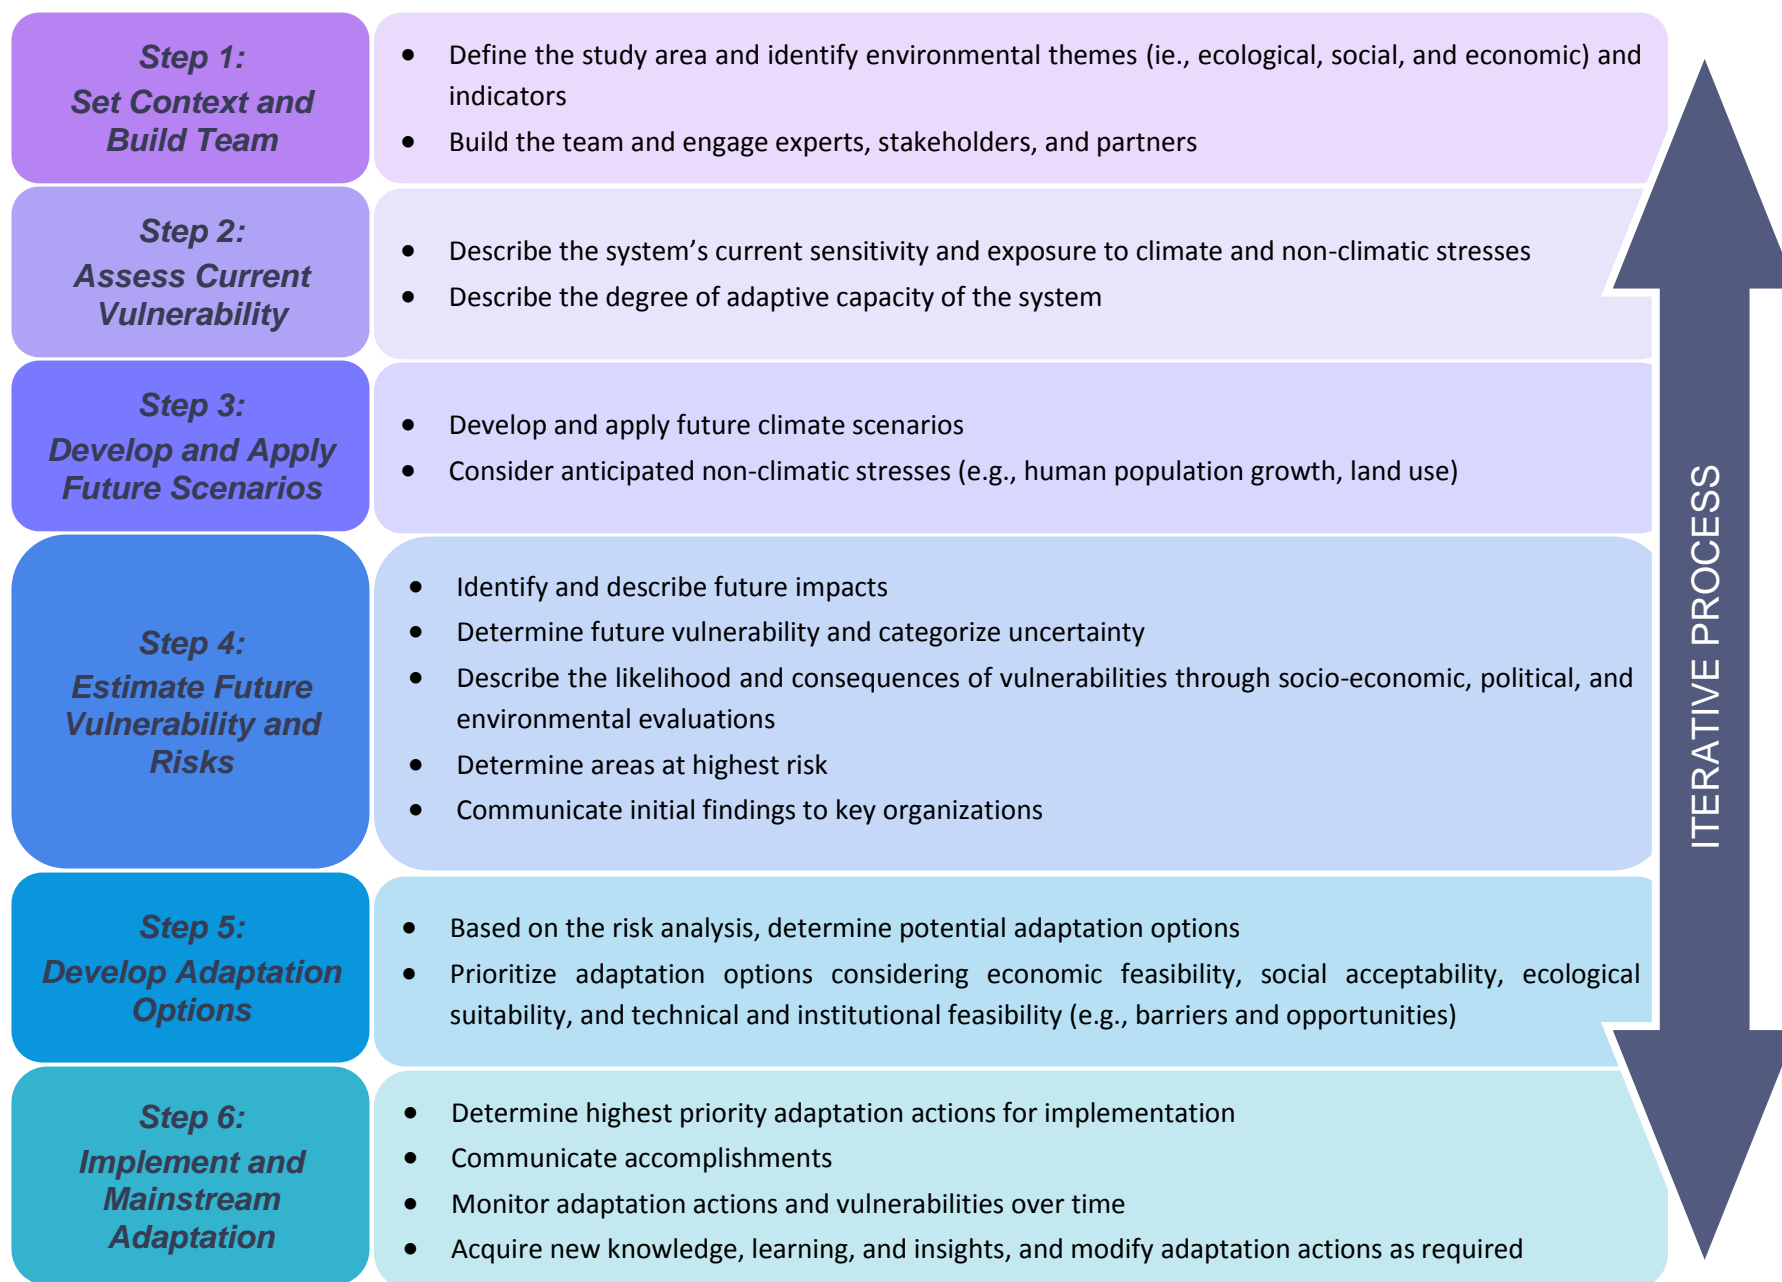 Step 1:
Set Context and
Build Team
• Define the study area and identify environmental themes (ie., ecological, social, and economic) and
indicators
• Build the team and engage experts, stakeholders, and partners
Step 2:
Assess Current
Vulnerability
• Describe the system’s current sensitivity and exposure to climate and non-climatic stresses
• Describe the degree of adaptive capacity of the system
Step 3:
Develop and Apply
Future Scenarios
• Develop and apply future climate scenarios
• Consider anticipated non-climatic stresses (e.g., human population growth, land use)
Step 4:
Estimate Future
Vulnerability and
Risks
• Identify and describe future impacts
• Determine future vulnerability and categorize uncertainty
• Describe the likelihood and consequences of vulnerabilities through socio-economic, political, and
environmental evaluations
• Determine areas at highest risk
• Communicate initial findings to key organizations
Step 5:
Develop Adaptation
Options
• Based on the risk analysis, determine potential adaptation options
• Prioritize adaptation options considering economic feasibility, social acceptability, ecological
suitability, and technical and institutional feasibility (e.g., barriers and opportunities)
Step 6:
Implement and
Mainstream
Adaptation
• Determine highest priority adaptation actions for implementation
• Communicate accomplishments
• Monitor adaptation actions and vulnerabilities over time
• Acquire new knowledge, learning, and insights, and modify adaptation actions as required
ITERATIVE PROCESS